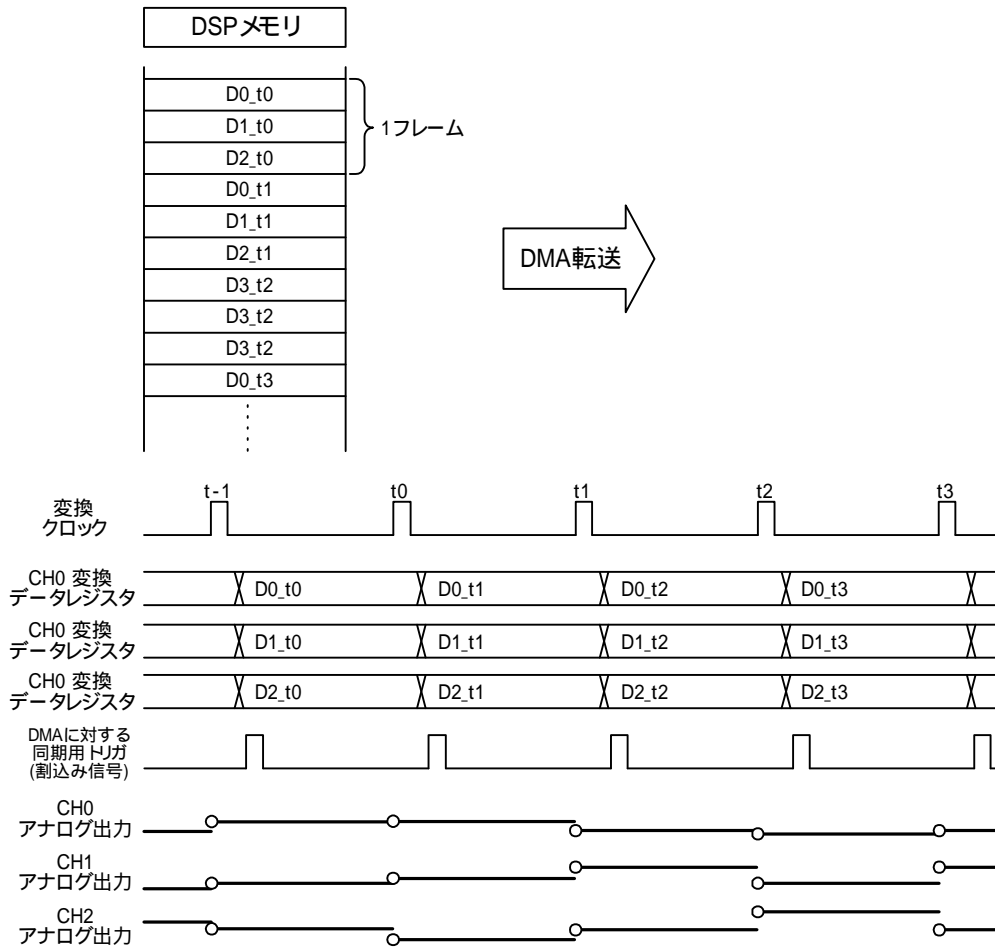 DSPメモリ
D0_t0
D1_t0
D2_t0
1フレーム
D0_t1
D1_t1
D2_t1
DMA転送
D3_t2
D3_t2
D3_t2
D0_t3
t-1 t0 t1 t2 t3
変換
クロック
CH0 変換
データレジスタ
D0_t0 D0_t1 D0_t2 D0_t3
CH0 変換
データレジスタ
D1_t0 D1_t1 D1_t2 D1_t3
CH0 変換
データレジスタ
D2_t0 D2_t1 D2_t2 D2_t3
DMAに対する
同期用トリガ
(割込み信号)
CH0
アナログ出力
CH1
アナログ出力
CH2
アナログ出力